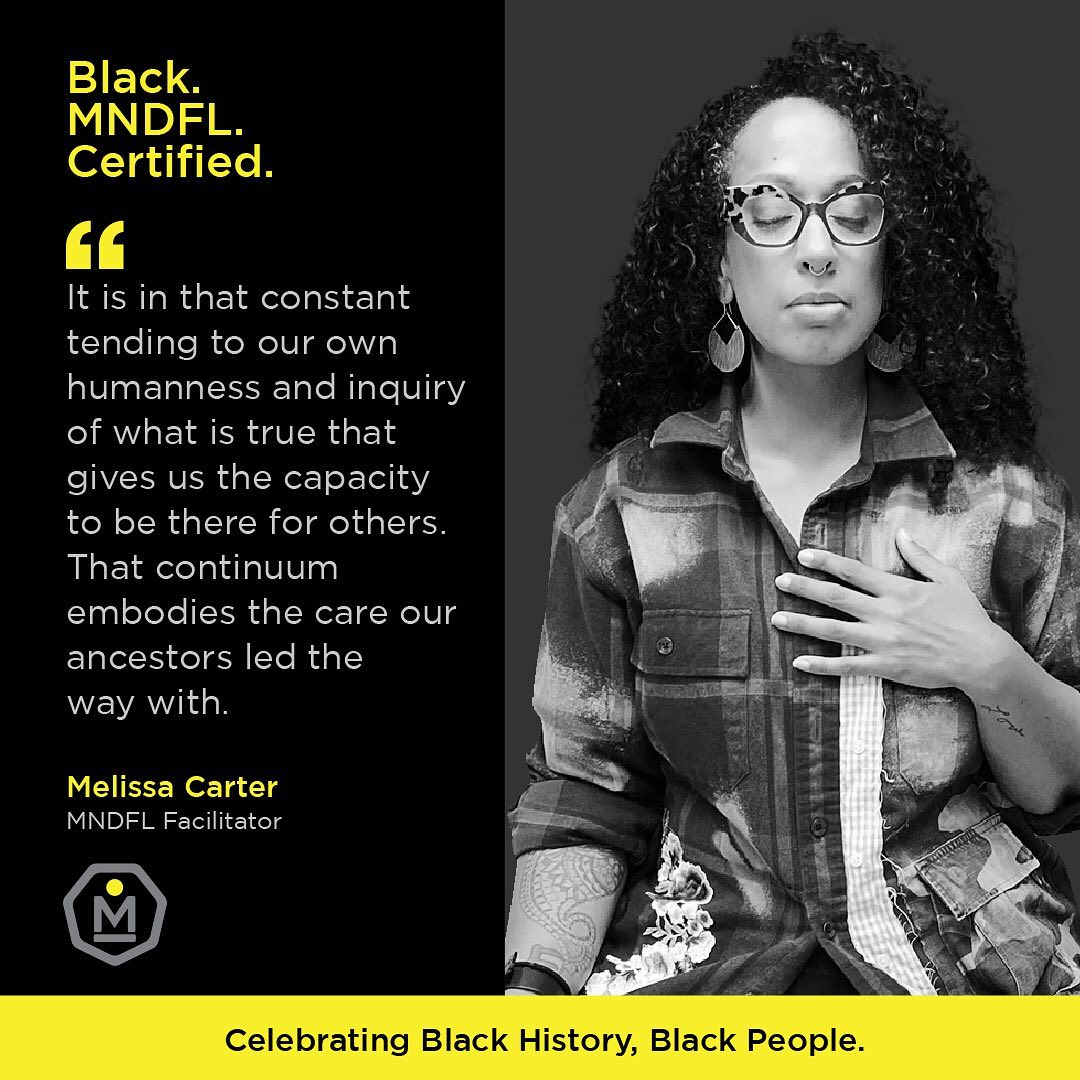 Black.
MNDFL.
Certified.
“
It is in that constant
tending to our own
humanness and inquiry
of what is true that
gives us the capacity
to be there for others.
That continuum
embodies the care our
ancestors led the
way with.
Melissa Carter
MNDFL Facilitator
M
Celebrating Black History, Black People.